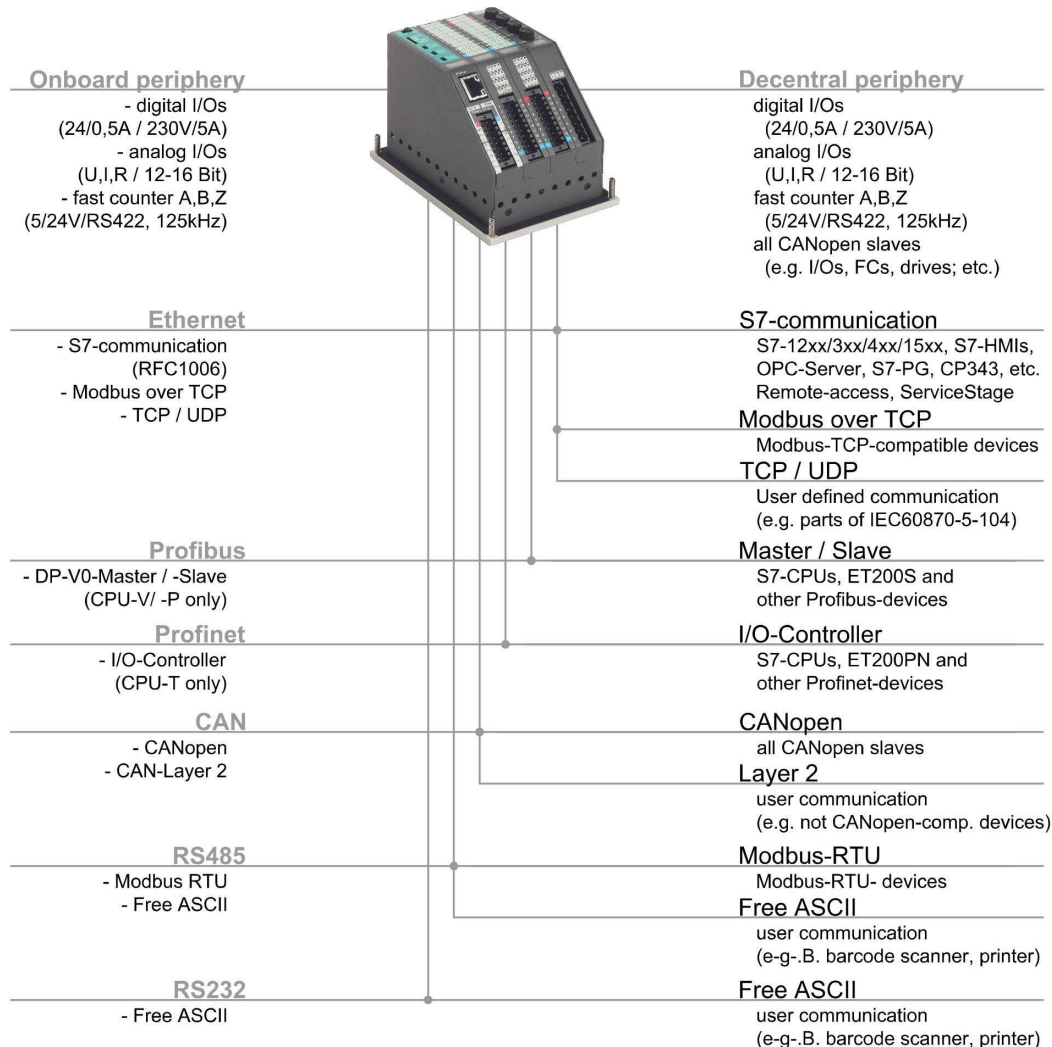 Onboard periphery
- digital I/Os
(24/0,5A / 230V/5A)
- analog I/Os
(U,I,R / 12-16 Bit)
- fast counter A,B,Z
(5/24V/RS422, 125kHz)
Decentral periphery
digital I/Os
(24/0,5A / 230V/5A)
analog I/Os
(U,I,R / 12-16 Bit)
fast counter A,B,Z
(5/24V/RS422, 125kHz)
all CANopen slaves
(e.g. I/Os, FCs, drives; etc.)
Ethernet
- S7-communication
(RFC1006)
- Modbus over TCP
- TCP / UDP
S7-communication
S7-12xx/3xx/4xx/15xx, S7-HMIs,
OPC-Server, S7-PG, CP343, etc.
Remote-access, ServiceStage
Modbus over TCP
Modbus-TCP-compatible devices
TCP / UDP
User defined communication
(e.g. parts of IEC60870-5-104)
Profibus
- DP-V0-Master / -Slave
(CPU-V/ -P only)
Master / Slave
S7-CPUs, ET200S and
other Profibus-devices
Profinet
- I/O-Controller
(CPU-T only)
I/O-Controller
S7-CPUs, ET200PN and
other Profinet-devices
CAN
- CANopen
- CAN-Layer 2
CANopen
all CANopen slaves
Layer 2
user communication
(e.g. not CANopen-comp. devices)
RS485
- Modbus RTU
- Free ASCII
Modbus-RTU
Modbus-RTU- devices
Free ASCII
user communication
(e-g-.B. barcode scanner, printer)
RS232
- Free ASCII
Free ASCII
user communication
(e-g-.B. barcode scanner, printer)